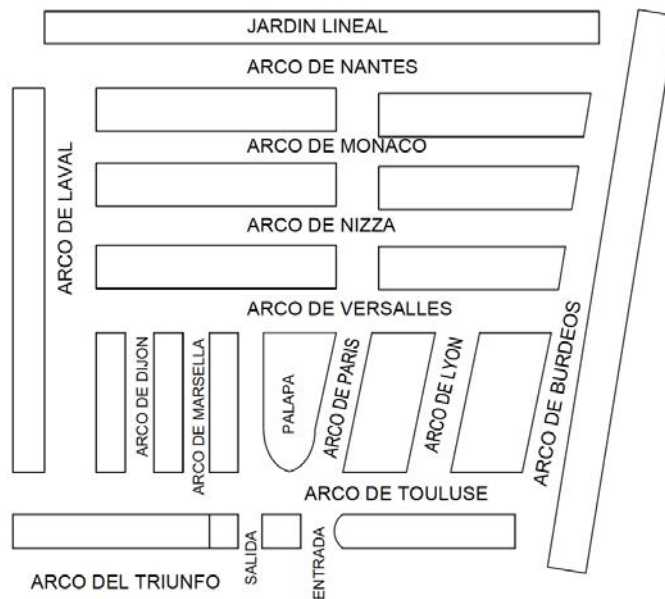 JARDIN LINEAL
ARCO DE NANTES
ARCO DE MONACO
ARCO DE LAVAL
ARCO DE NIZZA
ARCO DE VERSALLES
ARCO DE DIJON
ARCO DE MARSELLA
PALAPA
ARCO DE PARIS
ARCO DE LYON
ARCO DE BURDEOS
ARCO DE TOULUSE
SALIDA
ENTRADA
ARCO DEL TRIUNFO